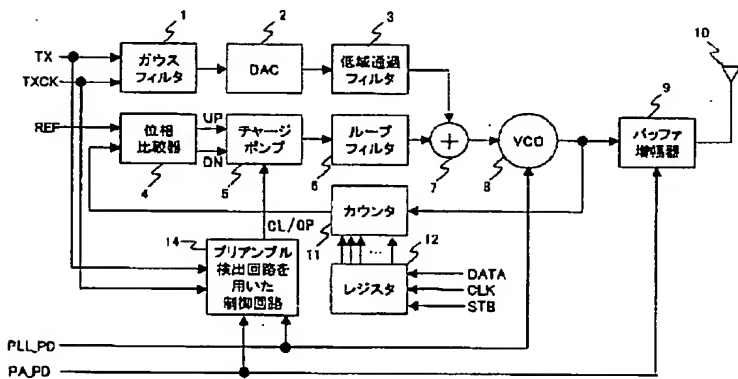 1
2
3
TX
TXCK
ガウス
フィルタ
DAC
低域通過
フィルタ
10
9
REF
位相
比較器
UP
DN
チャージ
ポンプ
ループ
フィルタ
+
VCO
バッファ
増幅器
4
5
6
7
8
CL/OP
カウンタ
11
12
14
プリアンブル
検出回路を
用いた
制御回路
...
レジスタ
DATA
CLK
STB
PLL_PD
PA_PD